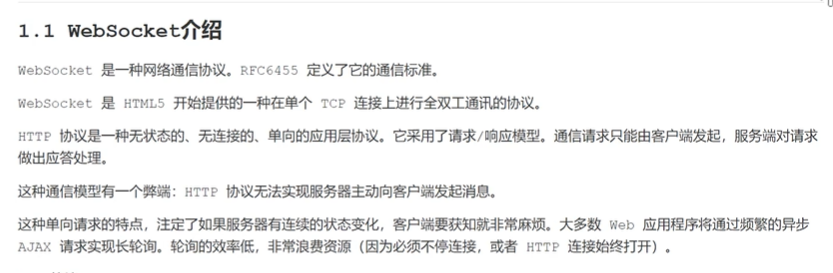 1.1 WebSocket介绍
WebSocket 是一种网络通信协议。RFC6455 定义了它的通信标准。
WebSocket 是 HTML5 开始提供的一种在单个 TCP 连接上进行全双工通讯的协议。
HTTP 协议是一种无状态的、无连接的、单向的应用层协议。它采用了请求/响应模型。通信请求只能由客户端发起，服务端对请求
做出应答处理。
这种通信模型有一个弊端：HTTP 协议无法实现服务器主动向客户端发起消息。
这种单向请求的特点，注定了如果服务器有连续的状态变化，客户端要获知就非常麻烦。大多数 Web 应用程序将通过频繁的异步
AJAX 请求实现长轮询。轮询的效率低，非常浪费资源（因为必须不停连接，或者 HTTP 连接始终打开）。